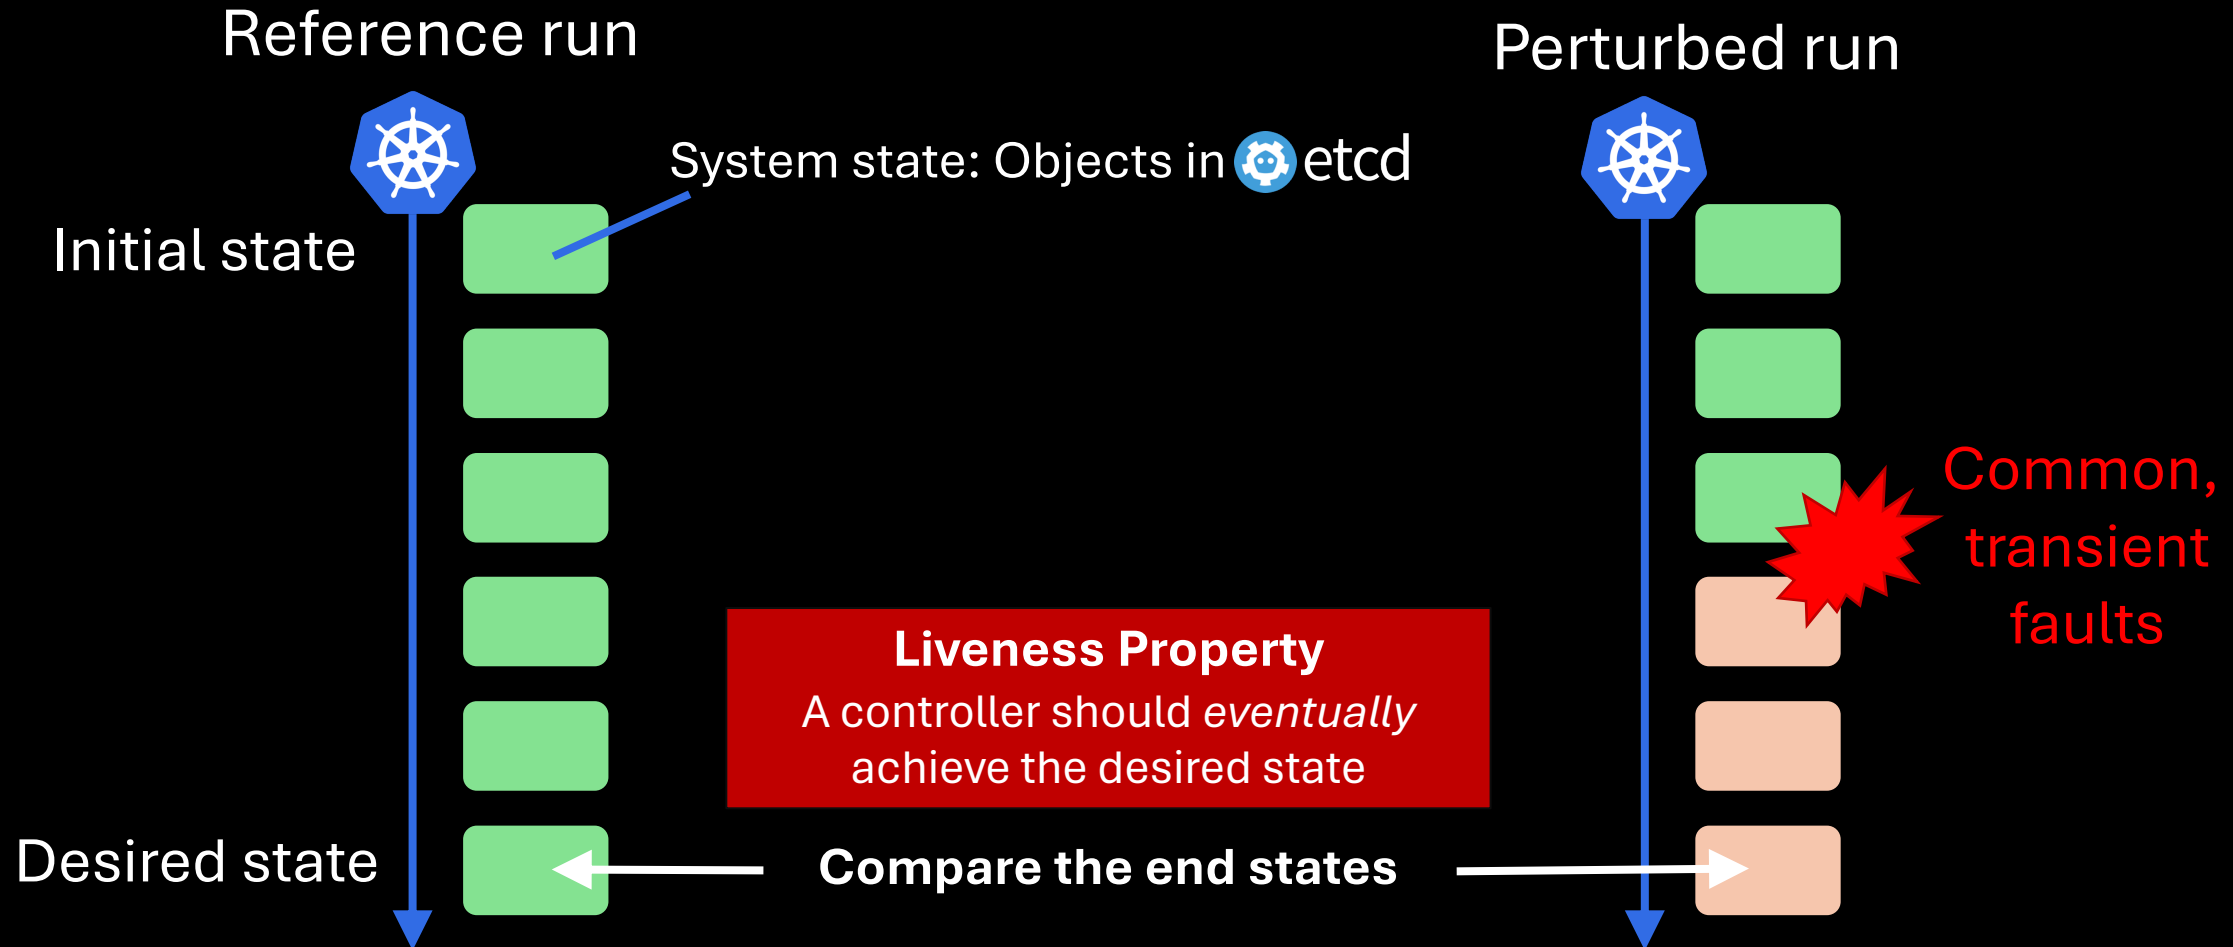 Reference run
Perturbed run
System state: Objects in etcd
Initial state
Common,
transient
faults
Liveness Property
A controller should eventually
achieve the desired state
Desired state
Compare the end states